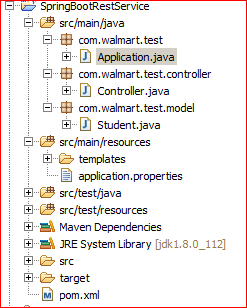 SpringBootRestService
src/main/java
com.walmart.test
Application.java
com.walmart.test.controller
Controller.java
com.walmart.test.model
Student.java
src/main/resources
templates
application.properties
src/test/java
src/test/resources
Maven Dependencies
JRE System Library [jdk1.8.0_112]
src
target
pom.xml